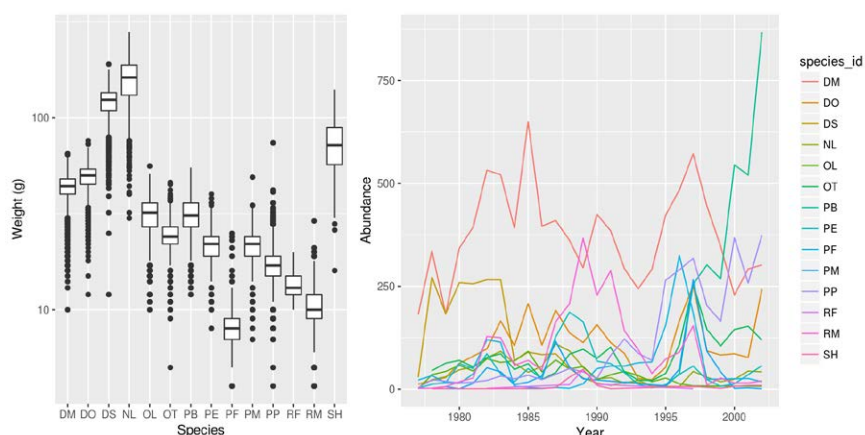 Weight (g)
100
10
DM DO DS NL OL OT PB PE PF PM PP RF RM SH
Species
Abundance
750
500
250
0
1980 1985 1990 1995 2000
Year
species_id
DM
DO
DS
NL
OL
OT
PB
PE
PF
PM
PP
RF
RM
SH